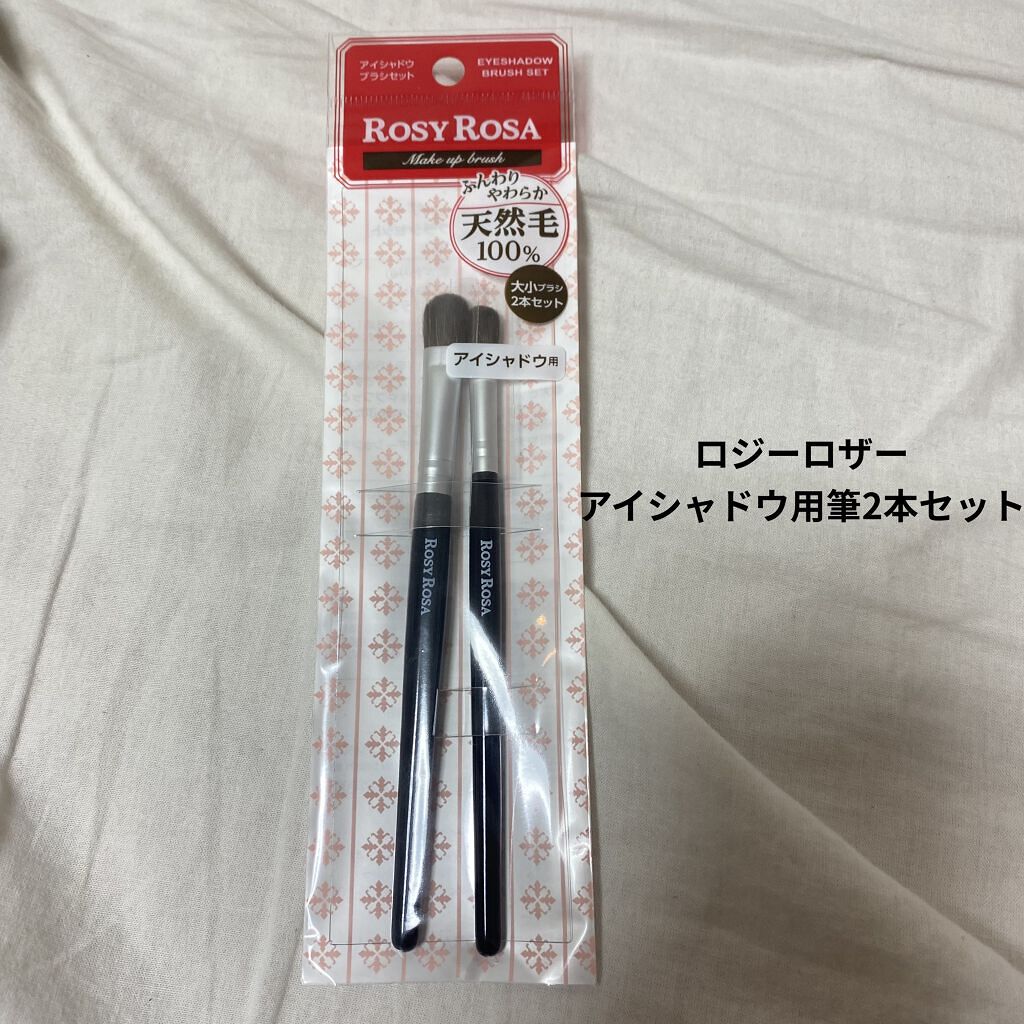 アイシャドウ
ブラシセット
EYESHADOW
BRUSH SET
ROSY ROSA
Make up brush
ふんわり
やわらか
天然毛
100%
大小ブラシ
2本セット
アイシャドウ用
ROSY ROSA
ROSY ROSA
ロジーロザー
アイシャドウ用筆2本セット